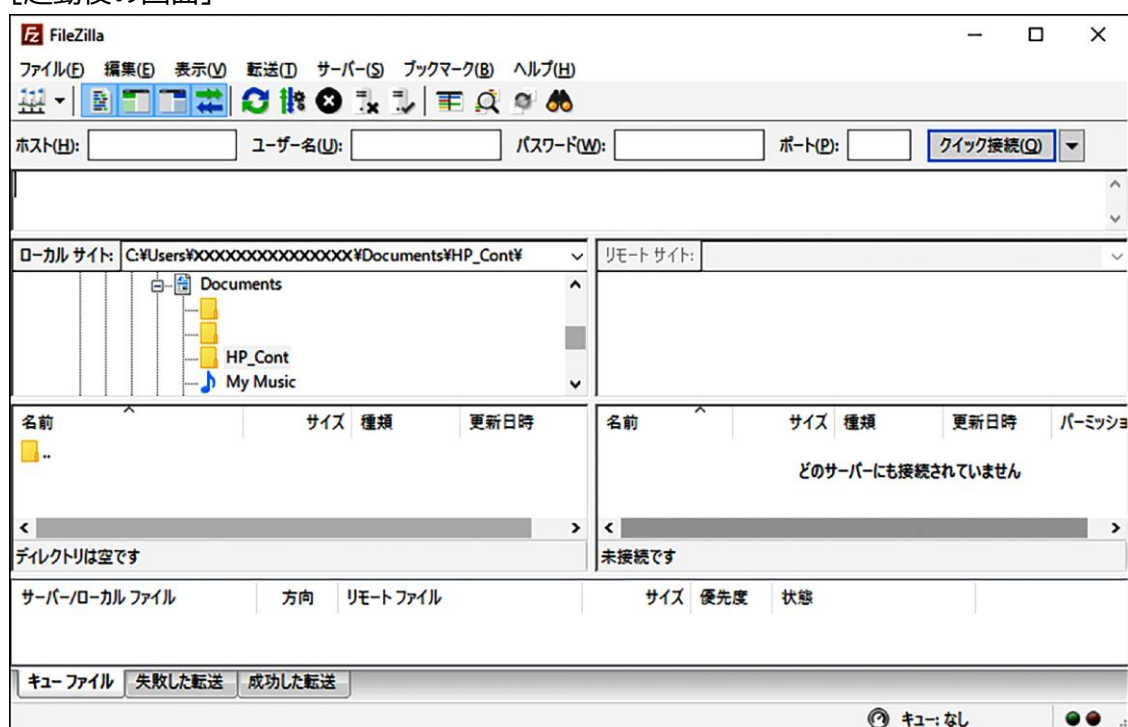 [起動後の画面]
FileZilla
ファイル(F) 編集(E) 表示(V) 転送(T) サーバー(S) ブックマーク(B) ヘルプ(H)
ホスト(H): ユーザー名(U): パスワード(W): ポート(P): クイック接続(Q)
ローカル サイト: C:¥Users¥XXXXXXXXXXXXXXX¥Documents¥HP_Cont¥ リモート サイト:
Documents
HP_Cont
My Music
名前 サイズ 種類 更新日時 名前 サイズ 種類 更新日時 パーミッショ
..
どのサーバーにも接続されていません
ディレクトリは空です 未接続です
サーバー/ローカル ファイル 方向 リモート ファイル サイズ 優先度 状態
キュー ファイル 失敗した転送 成功した転送
キュー: なし